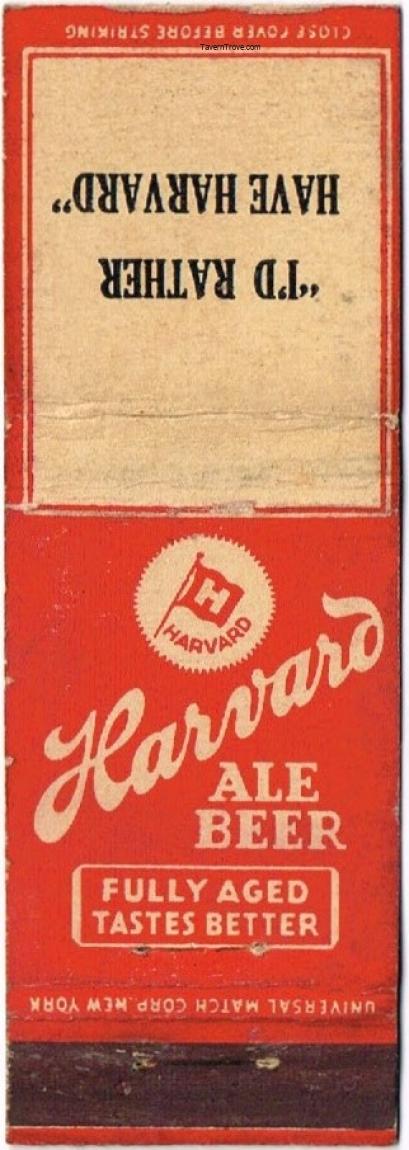 CLOSE COVER BEFORE STRIKING
TavernTrove.com
"I'D RATHER
HAVE HARVARD"
H
HARVARD
Harvard
ALE
BEER
FULLY AGED
TASTES BETTER
UNIVERSAL MATCH CORP. NEW YORK